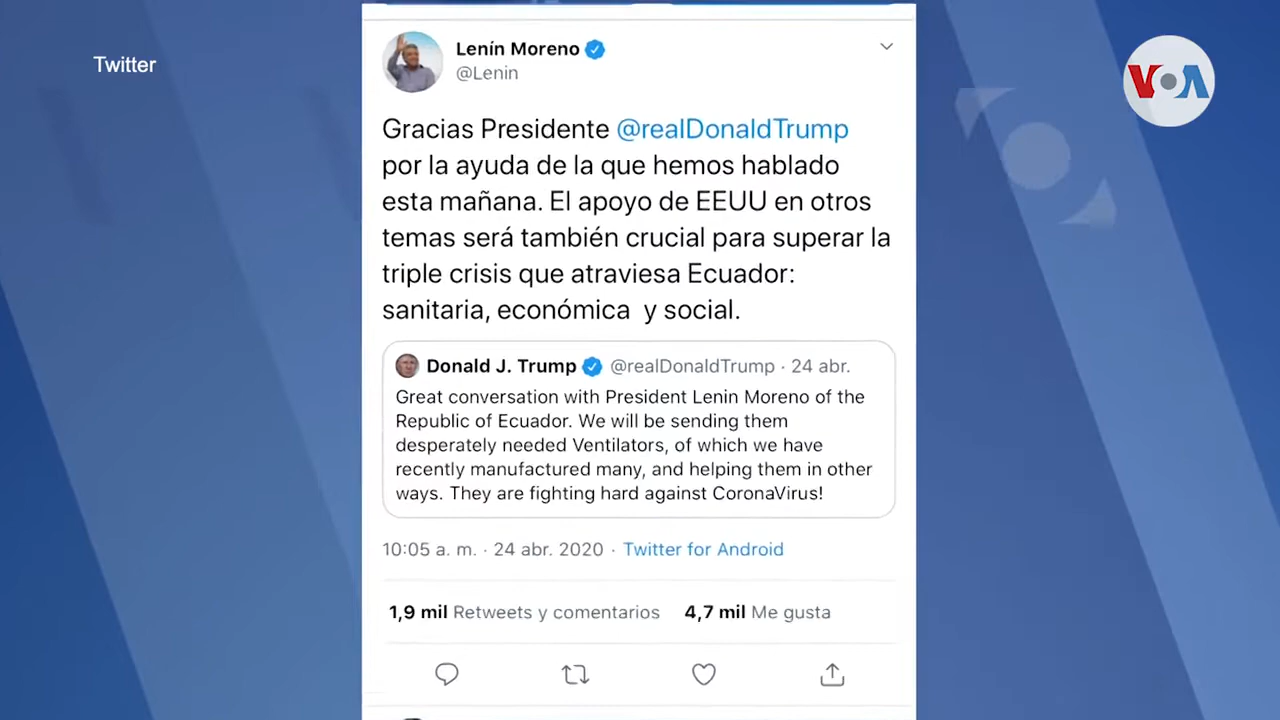 Twitter
VOA
Lenín Moreno
@Lenin
Gracias Presidente @realDonaldTrump
por la ayuda de la que hemos hablado
esta mañana. El apoyo de EEUU en otros
temas será también crucial para superar la
triple crisis que atraviesa Ecuador:
sanitaria, económica y social.
Donald J. Trump @realDonaldTrump · 24 abr.
Great conversation with President Lenin Moreno of the
Republic of Ecuador. We will be sending them
desperately needed Ventilators, of which we have
recently manufactured many, and helping them in other
ways. They are fighting hard against CoronaVirus!
10:05 a. m. · 24 abr. 2020 · Twitter for Android
1,9 mil Retweets y comentarios 4,7 mil Me gusta